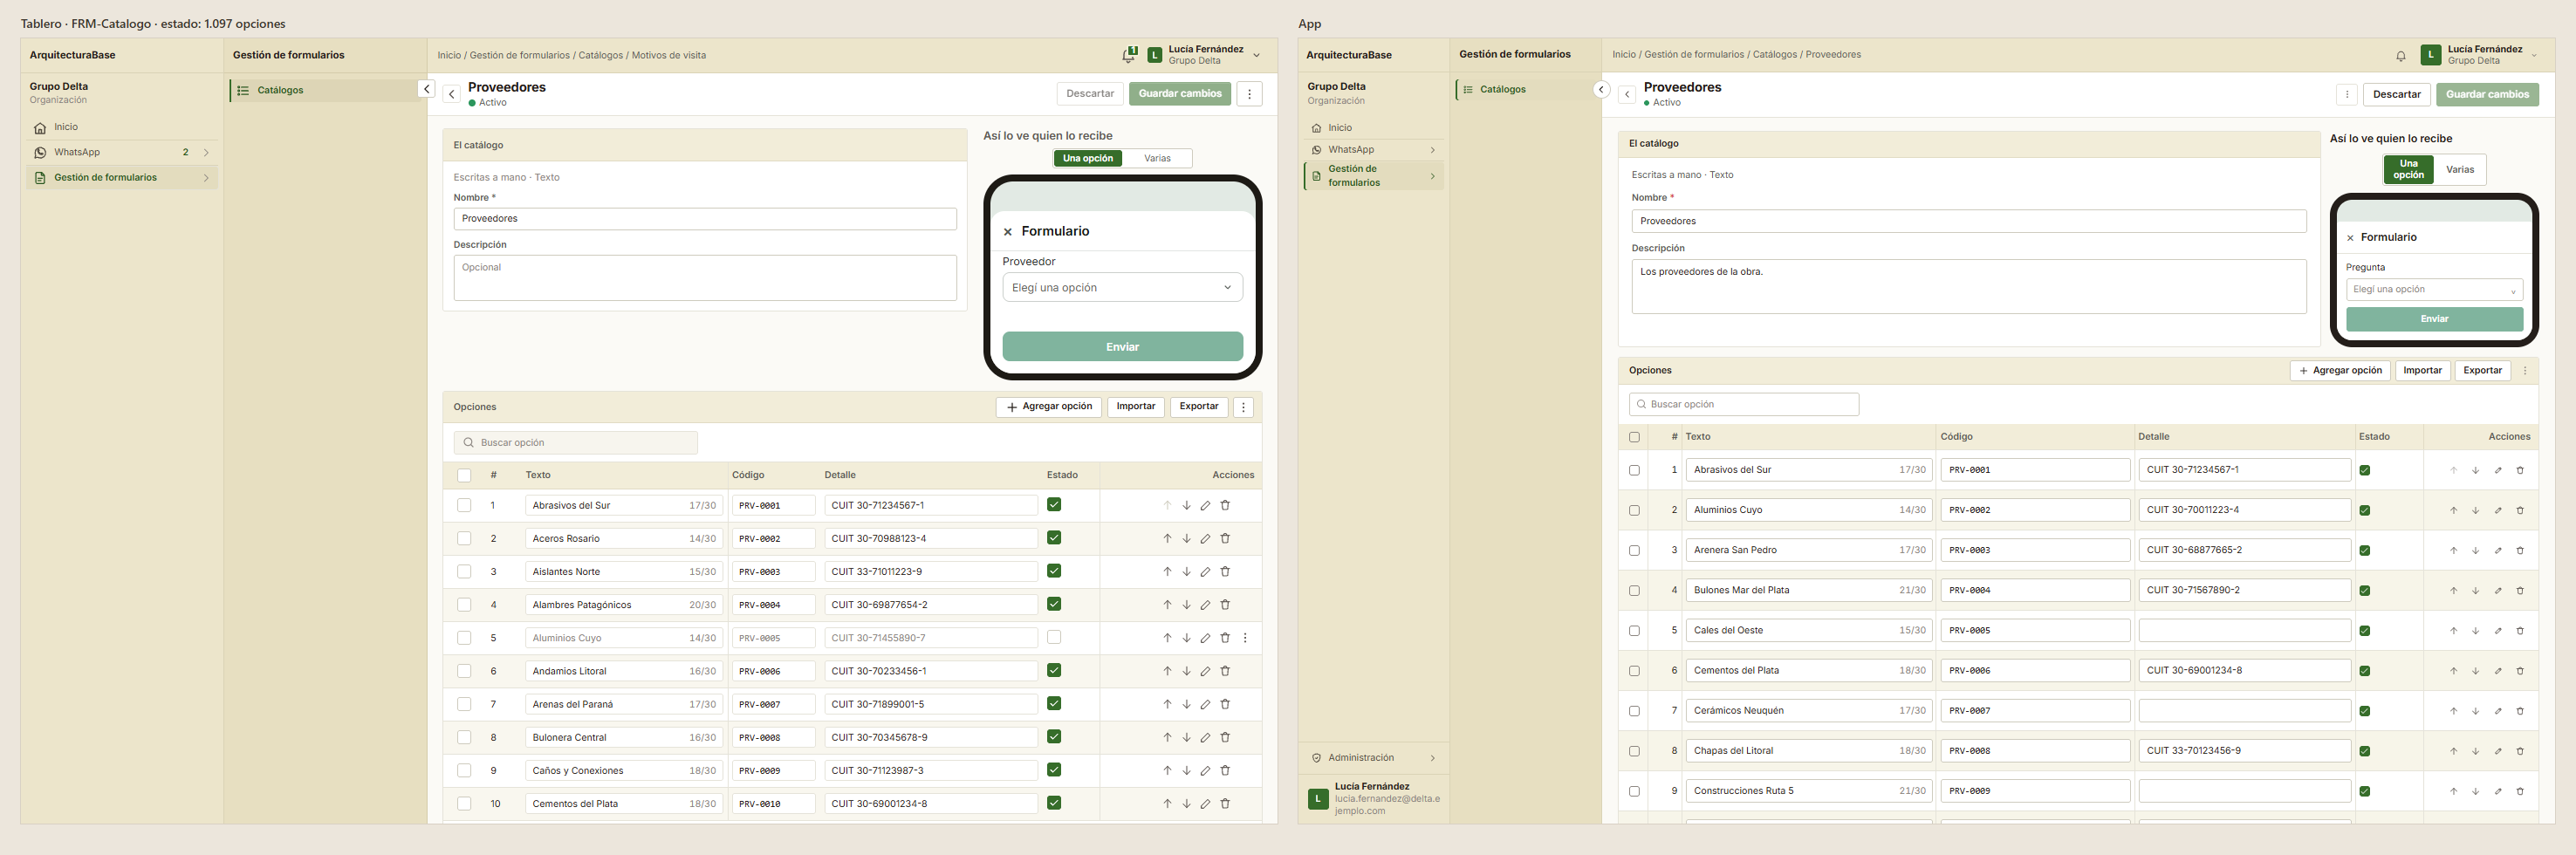 Tablero · FRM-Catalogo · estado: 1.097 opciones
ArquitecturaBase
Gestión de formularios
Inicio / Gestión de formularios / Catálogos / Motivos de visita
1
L
Lucía Fernández
Grupo Delta
Grupo Delta
Organización
Inicio
WhatsApp 2
Gestión de formularios
Catálogos
Proveedores
Activo
Descartar
Guardar cambios
El catálogo
Escritas a mano · Texto
Nombre *
Proveedores
Descripción
Opcional
Así lo ve quien lo recibe
Una opción
Varias
× Formulario
Proveedor
Elegí una opción
Enviar
Opciones
+ Agregar opción
Importar
Exportar
Buscar opción
# Texto Código Detalle Estado Acciones
1 Abrasivos del Sur 17/30 PRV-0001 CUIT 30-71234567-1
2 Aceros Rosario 14/30 PRV-0002 CUIT 30-70988123-4
3 Aislantes Norte 15/30 PRV-0003 CUIT 33-71011223-9
4 Alambres Patagónicos 20/30 PRV-0004 CUIT 30-69877654-2
5 Aluminios Cuyo 14/30 PRV-0005 CUIT 30-71455890-7
6 Andamios Litoral 16/30 PRV-0006 CUIT 30-70233456-1
7 Arenas del Paraná 17/30 PRV-0007 CUIT 30-71899001-5
8 Bulonera Central 16/30 PRV-0008 CUIT 30-70345678-9
9 Caños y Conexiones 18/30 PRV-0009 CUIT 30-71123987-3
10 Cementos del Plata 18/30 PRV-0010 CUIT 30-69001234-8
App
ArquitecturaBase
Gestión de formularios
Inicio / Gestión de formularios / Catálogos / Proveedores
L
Lucía Fernández
Grupo Delta
Grupo Delta
Organización
Inicio
WhatsApp
Gestión de
formularios
Catálogos
Administración
L
Lucía Fernández
lucia.fernandez@delta.e
jemplo.com
Proveedores
Activo
Descartar
Guardar cambios
El catálogo
Escritas a mano · Texto
Nombre *
Proveedores
Descripción
Los proveedores de la obra.
Así lo ve quien lo recibe
Una
opción
Varias
× Formulario
Pregunta
Elegí una opción
Enviar
Opciones
+ Agregar opción
Importar
Exportar
Buscar opción
# Texto Código Detalle Estado Acciones
1 Abrasivos del Sur 17/30 PRV-0001 CUIT 30-71234567-1
2 Aluminios Cuyo 14/30 PRV-0002 CUIT 30-70011223-4
3 Arenera San Pedro 17/30 PRV-0003 CUIT 30-68877665-2
4 Bulones Mar del Plata 21/30 PRV-0004 CUIT 30-71567890-2
5 Cales del Oeste 15/30 PRV-0005
6 Cementos del Plata 18/30 PRV-0006 CUIT 30-69001234-8
7 Cerámicos Neuquén 17/30 PRV-0007
8 Chapas del Litoral 18/30 PRV-0008 CUIT 33-70123456-9
9 Construcciones Ruta 5 21/30 PRV-0009